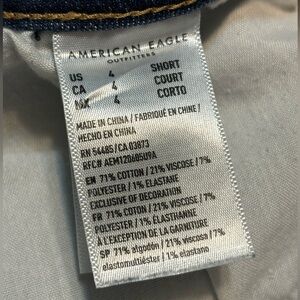 AMERICAN EAGLE
OUTFITTERS
US 4 SHORT
CA 4 COURT
MX 4 CORTO
MADE IN CHINA / FABRIQUÉ EN CHINE /
HECHO EN CHINA
RN 54485/CA 03873
RFC# AEM120605U9A
EN 71% COTTON / 21% VISCOSE / 7%
POLYESTER / 1% ELASTANE
EXCLUSIVE OF DECORATION
FR 71% COTON / 21% VISCOSE / 7%
POLYESTER / 1% ÉLASTHANNE
À L'EXCEPTION DE LA GARNITURE
SP 71% algodón / 21% viscosa / 7%
elastomultiéster / 1% elastano